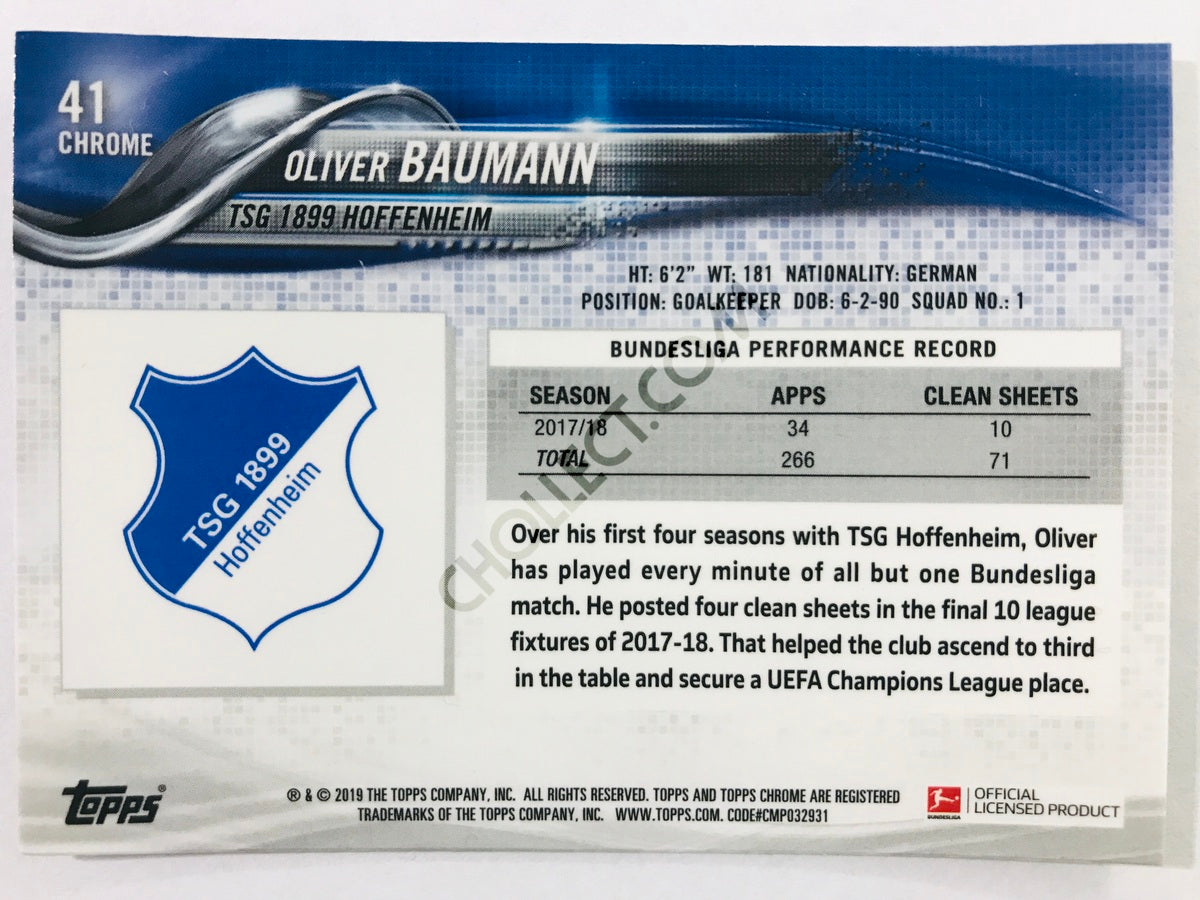 41
CHROME
OLIVER BAUMANN
TSG 1899 HOFFENHEIM
HT: 6'2” WT: 181 NATIONALITY: GERMAN
POSITION: GOALKEEPER DOB: 6-2-90 SQUAD NO.: 1
BUNDESLIGA PERFORMANCE RECORD
SEASON APPS CLEAN SHEETS
2017/18 34 10
TOTAL 266 71
TSG 1899
Hoffenheim
Over his first four seasons with TSG Hoffenheim, Oliver
has played every minute of all but one Bundesliga
match. He posted four clean sheets in the final 10 league
fixtures of 2017-18. That helped the club ascend to third
in the table and secure a UEFA Champions League place.
CHOLLECT.COM
topps®
® & © 2019 THE TOPPS COMPANY, INC. ALL RIGHTS RESERVED. TOPPS AND TOPPS CHROME ARE REGISTERED
TRADEMARKS OF THE TOPPS COMPANY, INC. WWW.TOPPS.COM. CODE#CMP032931
BUNDESLIGA
OFFICIAL
LICENSED PRODUCT